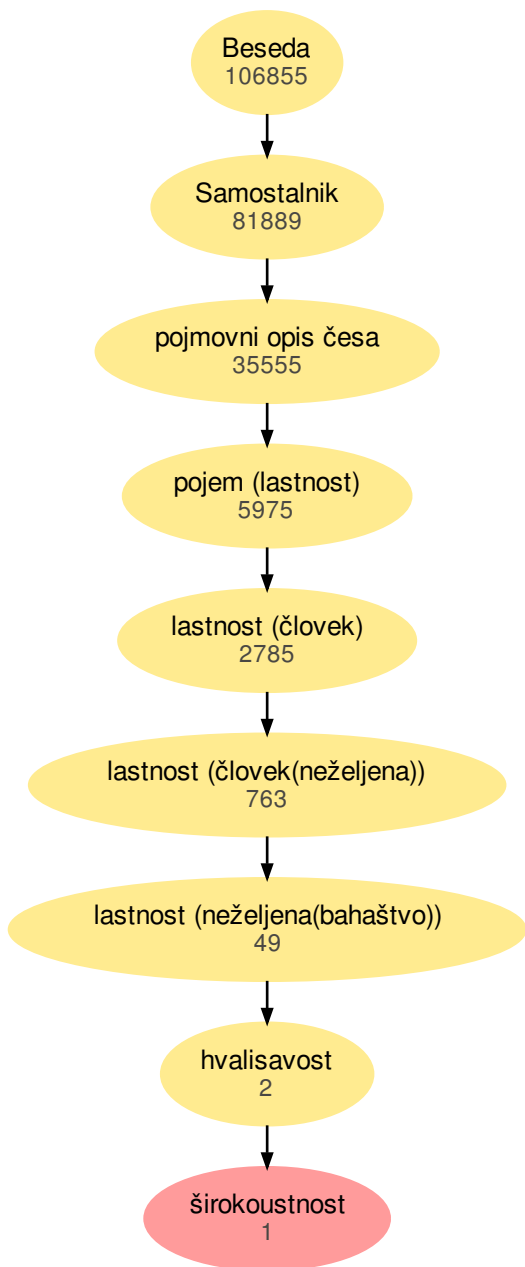 Beseda
106855
Samostalnik
81889
pojmovni opis česa
35555
pojem (lastnost)
5975
lastnost (človek)
2785
lastnost (človek(neželjena))
763
lastnost (neželjena(bahaštvo))
49
hvalisavost
2
širokoustnost
1